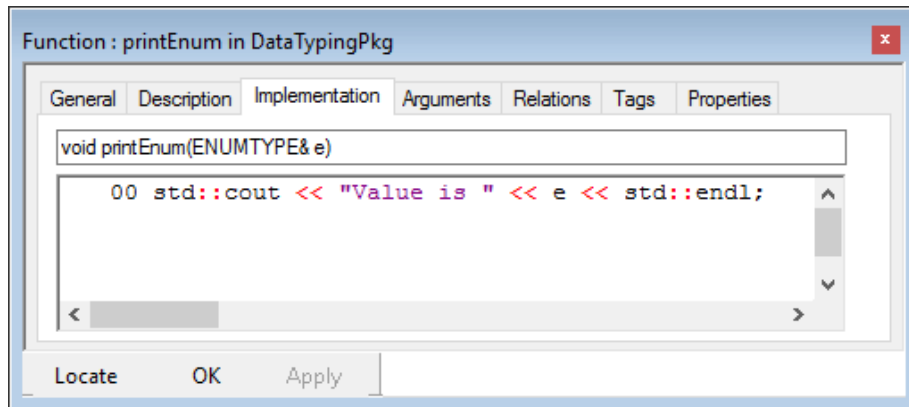 Function : printEnum in DataTypingPkg
x
General Description Implementation Arguments Relations Tags Properties
void printEnum(ENUMTYPE& e)
00 std::cout << "Value is " << e << std::endl;
Locate OK Apply